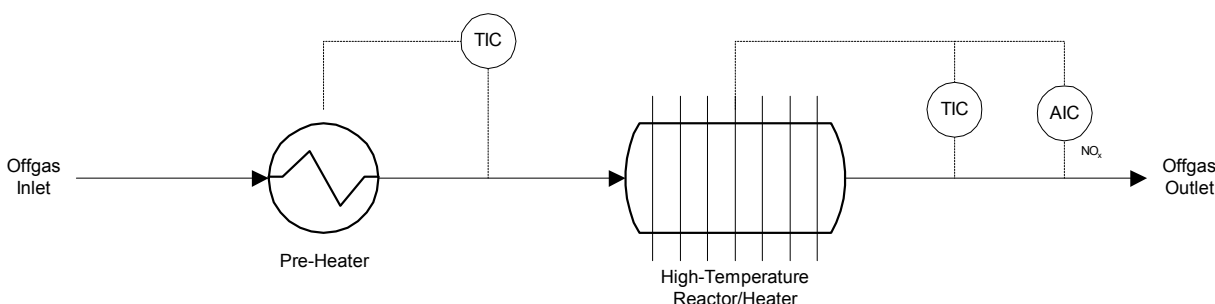 TIC
TIC
AIC
NOx
Offgas
Inlet
Offgas
Outlet
Pre-Heater
High-Temperature
Reactor/Heater